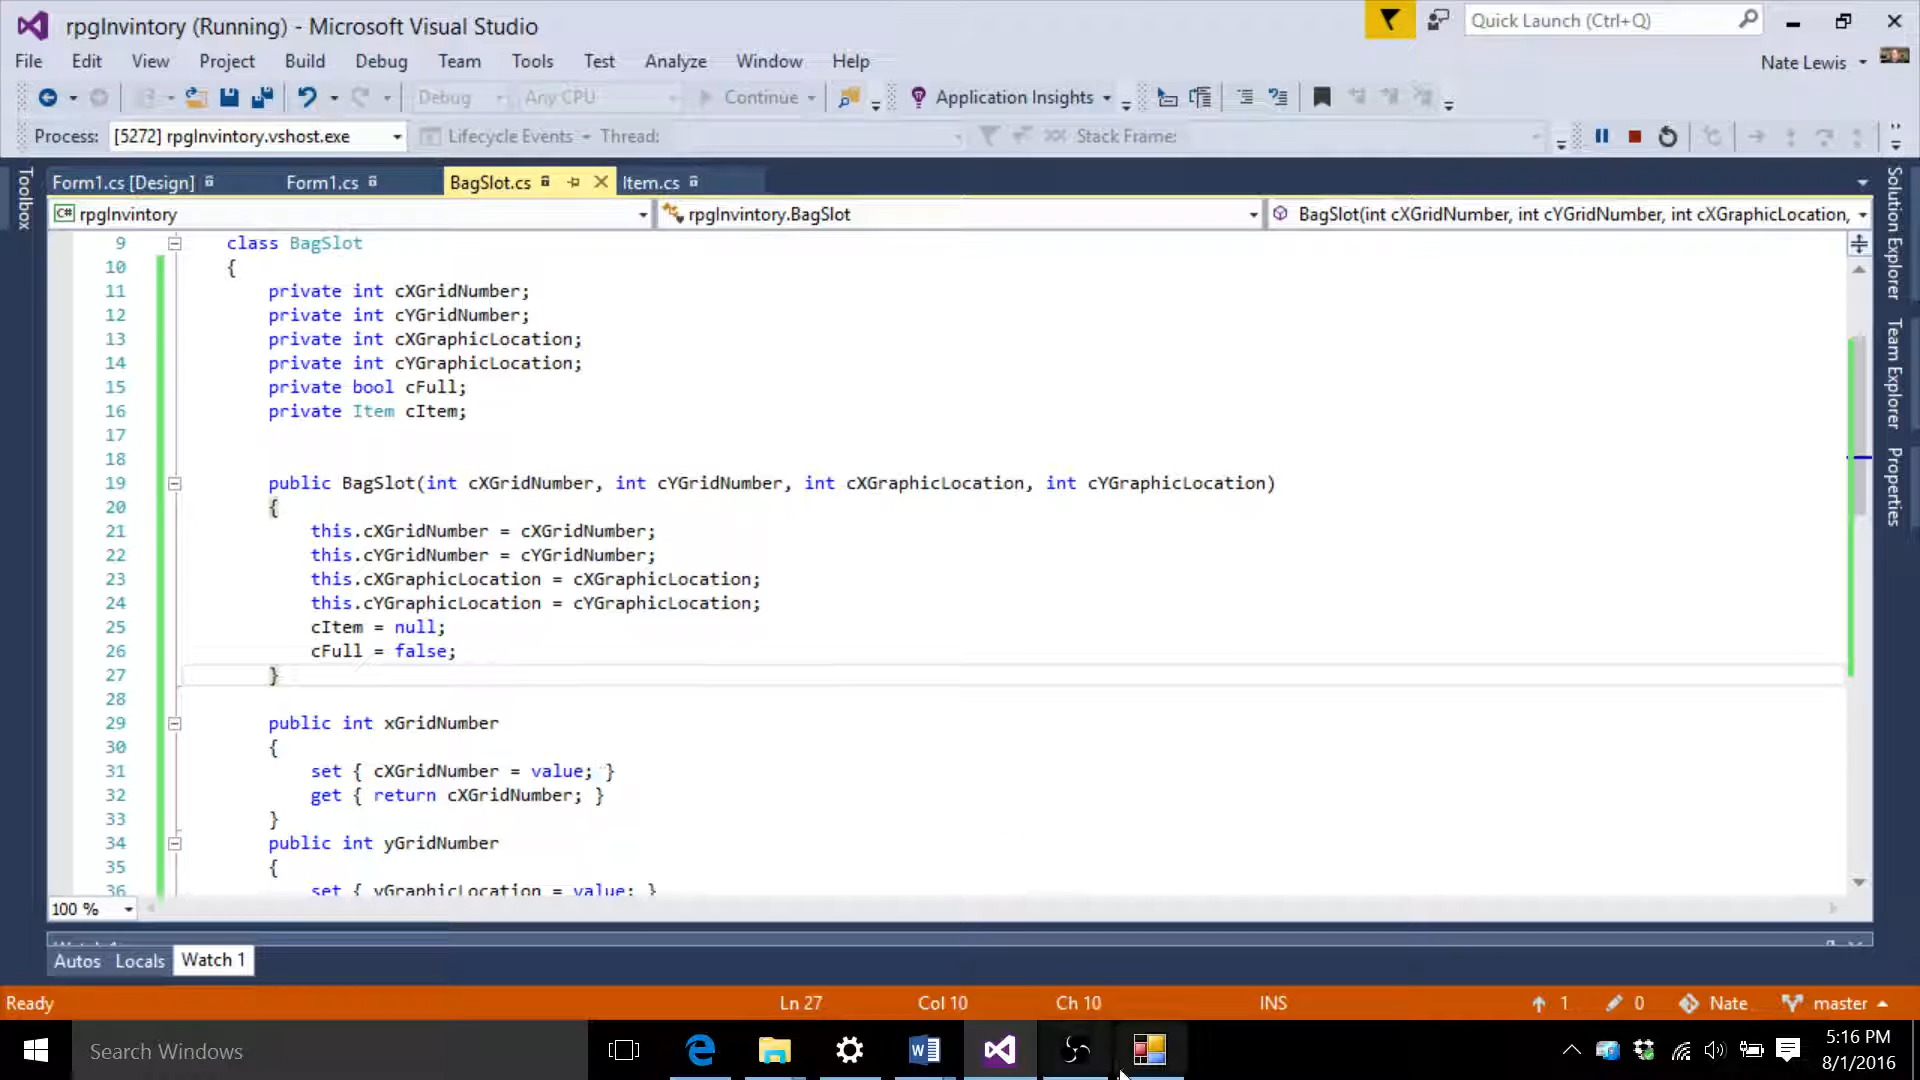 rpgInvintory (Running) - Microsoft Visual Studio
Quick Launch (Ctrl+Q)
File Edit View Project Build Debug Team Tools Test Analyze Window Help
Nate Lewis
Debug Any CPU Continue Application Insights
Process: [5272] rpgInvintory.vshost.exe Lifecycle Events Thread: Stack Frame:
Form1.cs [Design] Form1.cs BagSlot.cs Item.cs
C# rpgInvintory rpgInvintory.BagSlot BagSlot(int cXGridNumber, int cYGridNumber, int cXGraphicLocation,
Toolbox
Solution Explorer
Team Explorer
Properties
9 class BagSlot
10 {
11 private int cXGridNumber;
12 private int cYGridNumber;
13 private int cXGraphicLocation;
14 private int cYGraphicLocation;
15 private bool cFull;
16 private Item cItem;
17
18
19 public BagSlot(int cXGridNumber, int cYGridNumber, int cXGraphicLocation, int cYGraphicLocation)
20 {
21 this.cXGridNumber = cXGridNumber;
22 this.cYGridNumber = cYGridNumber;
23 this.cXGraphicLocation = cXGraphicLocation;
24 this.cYGraphicLocation = cYGraphicLocation;
25 cItem = null;
26 cFull = false;
27 }
28
29 public int xGridNumber
30 {
31 set { cXGridNumber = value; }
32 get { return cXGridNumber; }
33 }
34 public int yGridNumber
35 {
36 set { yGraphicLocation = value; }
100 %
Autos Locals Watch 1
Ready Ln 27 Col 10 Ch 10 INS 1 0 Nate master
Search Windows
5:16 PM
8/1/2016